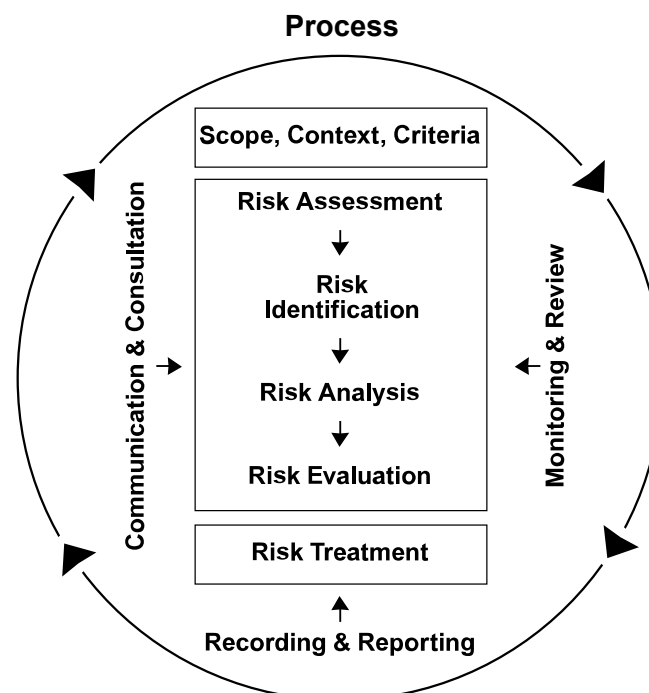 Process
Scope, Context, Criteria
Communication & Consultation
Risk Assessment
Risk
Identification
Risk Analysis
Risk Evaluation
Monitoring & Review
Risk Treatment
Recording & Reporting